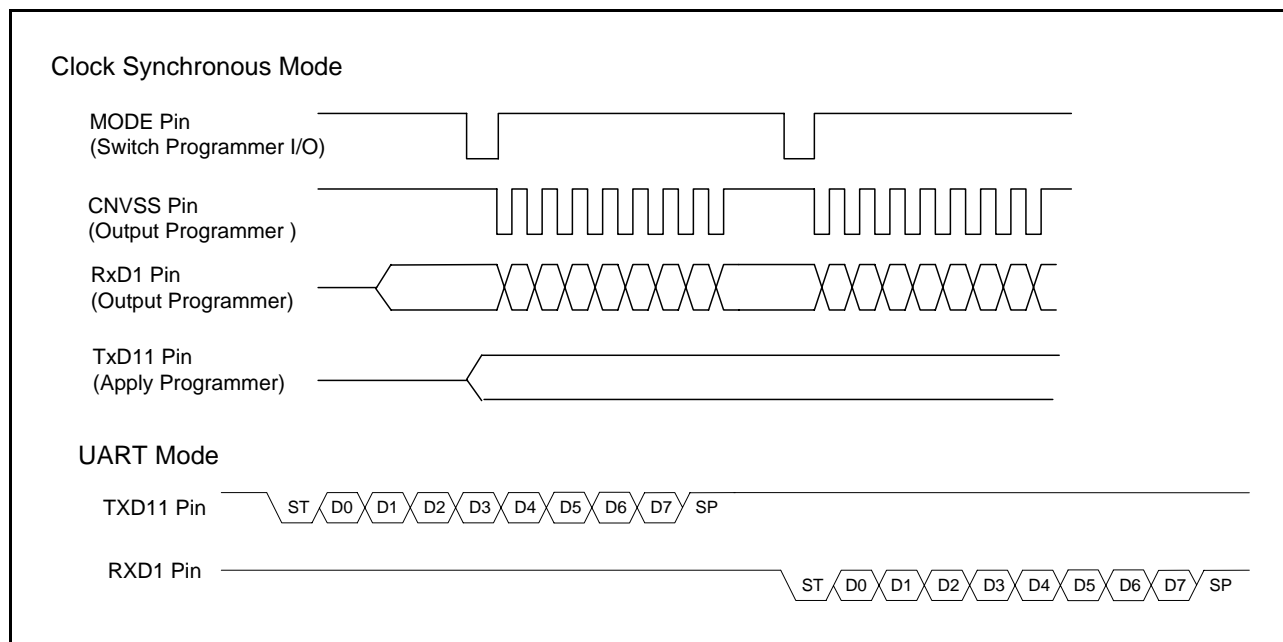 Clock Synchronous Mode
MODE Pin
(Switch Programmer I/O)
CNVSS Pin
(Output Programmer )
RxD1 Pin
(Output Programmer)
TxD11 Pin
(Apply Programmer)
UART Mode
TXD11 Pin ST D0 D1 D2 D3 D4 D5 D6 D7 SP
RXD1 Pin ST D0 D1 D2 D3 D4 D5 D6 D7 SP